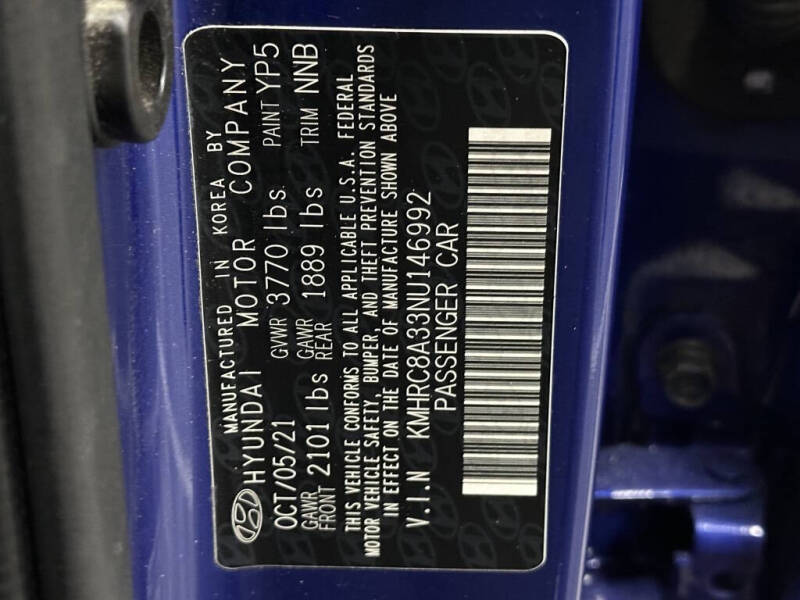 MANUFACTURED IN KOREA BY
HYUNDAI MOTOR COMPANY
OCT/05/21 GVWR 3770 lbs PAINT YP5
GAWR FRONT 2101 lbs GAWR REAR 1889 lbs TRIM NNB
THIS VEHICLE CONFORMS TO ALL APPLICABLE U.S.A. FEDERAL
MOTOR VEHICLE SAFETY, BUMPER, AND THEFT PREVENTION STANDARDS
IN EFFECT ON THE DATE OF MANUFACTURE SHOWN ABOVE
V.I.N KMHRC8A33NU146992
PASSENGER CAR